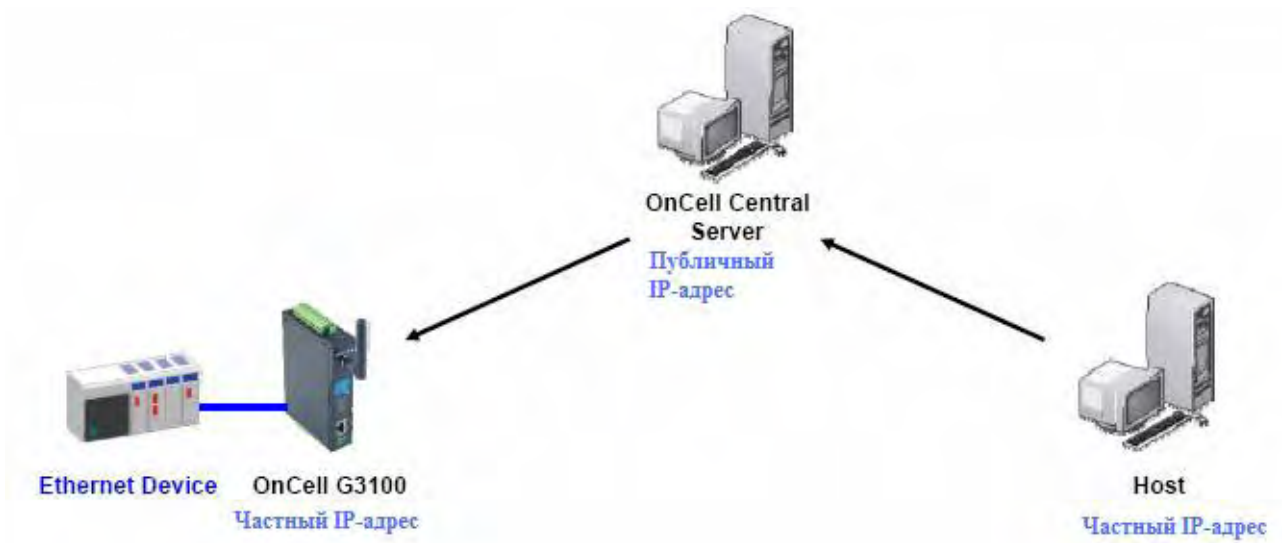 OnCell Central
Server
Публичный
IP-адрес
Ethernet Device
OnCell G3100
Частный IP-адрес
Host
Частный IP-адрес